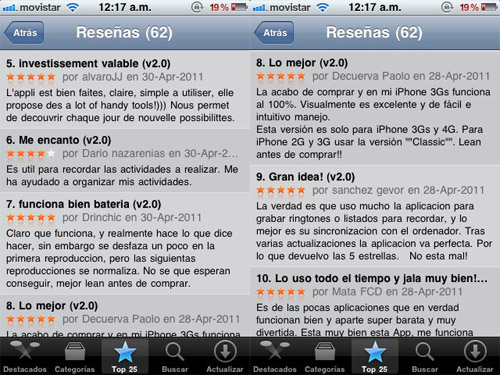 movistar 12:17 a.m. 19%
Atrás Reseñas (62)
5. investissement valable (v2.0)
por alvaroJJ en 30-Apr-2011
L'appli est bien faites, claire, simple a utiliser, elle
propose des a lot of handy tools!))) Nous permet
de decouvrir chaque jour de nouvelle possibilittes.
6. Me encanto (v2.0)
por Dario nazarenias en 30-A...
Es util para recordar las actividades a realizar. Me
ha ayudado a organizar mis actividades.
7. funciona bien bateria (v2.0)
por Drinchic en 30-Apr-2011
Claro que funciona, y realmente hace lo que dice
hacer, sin embargo se desfaza un poco en la
primera reproduccion, pero las siguientas
reproducciones se normaliza. No se que esperan
conseguir, mejor lean antes de comprar.
8. Lo mejor (v2.0)
por Decuerva Paolo en 28-Apr-2011
La acabo de comprar y en mi iPhone 3Gs funciona
Destacados Categorías Top 25 Buscar Actualizar
movistar 12:17 a.m. 19%
Atrás Reseñas (62)
8. Lo mejor (v2.0)
por Decuerva Paolo en 28-Apr-2011
La acabo de comprar y en mi iPhone 3Gs funciona
al 100%. Visualmente es excelente y de fácil e
intuitivo manejo.
Esta versión es solo para iPhone 3Gs y 4G. Para
iPhone 2G y 3G usar la versión ""Classic"". Lean
antes de comprar!!
9. Gran idea! (v2.0)
por sanchez gevor en 28-Apr-2011
La verdad es que uso mucho la aplicacion para
grabar ringtones o listados para recordar, y lo
mejor es su sincronizacion con el ordenador. Tras
varias actualizaciones la aplicacion va perfecta. Por
lo que devuelvo las 5 estrellas. No esta mal!
10. Lo uso todo el tiempo y jala muy bien!...
por Mata FCD en 28-Apr-2011
Es de las pocas aplicaciones que en verdad
funcionan bien y aparte super barata y muy
divertida. Esta muy bien esta App, me funciona
Destacados Categorías Top 25 Buscar Actualizar